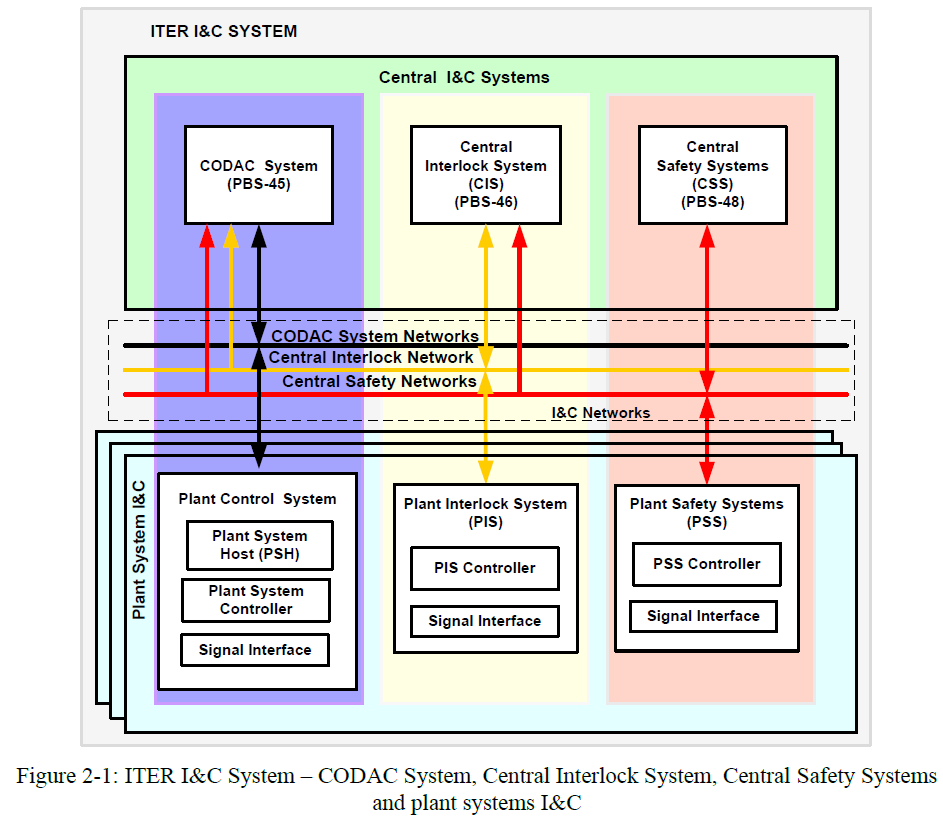 ITER I&C SYSTEM
Central I&C Systems
CODAC System
(PBS-45)
Central
Interlock System
(CIS)
(PBS-46)
Central
Safety Systems
(CSS)
(PBS-48)
CODAC System Networks
Central Interlock Network
Central Safety Networks
I&C Networks
Plant System I&C
Plant Control System
Plant System
Host (PSH)
Plant System
Controller
Signal Interface
Plant Interlock System
(PIS)
PIS Controller
Signal Interface
Plant Safety Systems
(PSS)
PSS Controller
Signal Interface
Figure 2-1: ITER I&C System – CODAC System, Central Interlock System, Central Safety Systems
and plant systems I&C